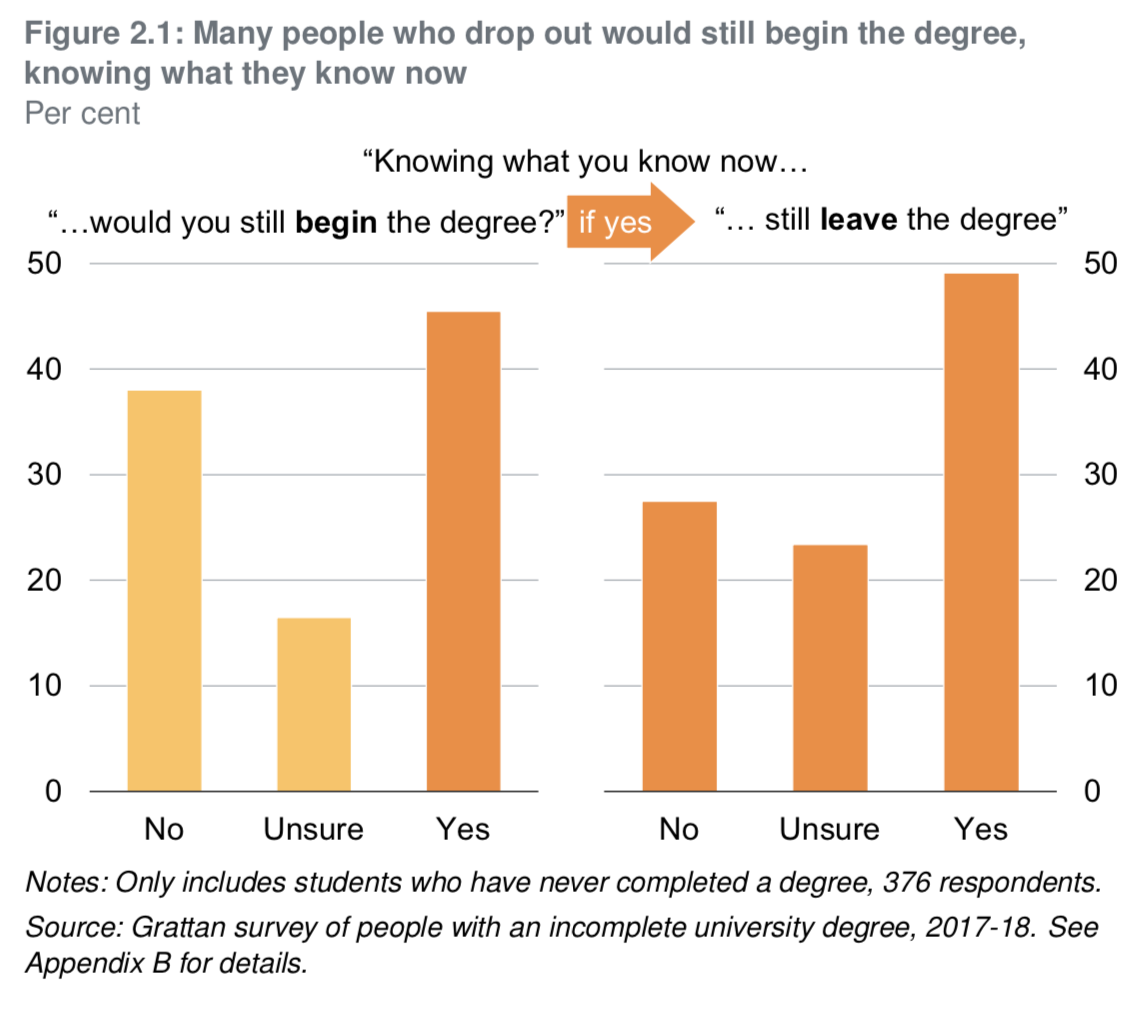 Figure 2.1: Many people who drop out would still begin the degree,
knowing what they know now
Per cent
“Knowing what you know now…
“…would you still begin the degree?”
if yes
“… still leave the degree”
50
40
30
20
10
0
No Unsure Yes
50
40
30
20
10
0
No Unsure Yes
Notes: Only includes students who have never completed a degree, 376 respondents.
Source: Grattan survey of people with an incomplete university degree, 2017-18. See
Appendix B for details.